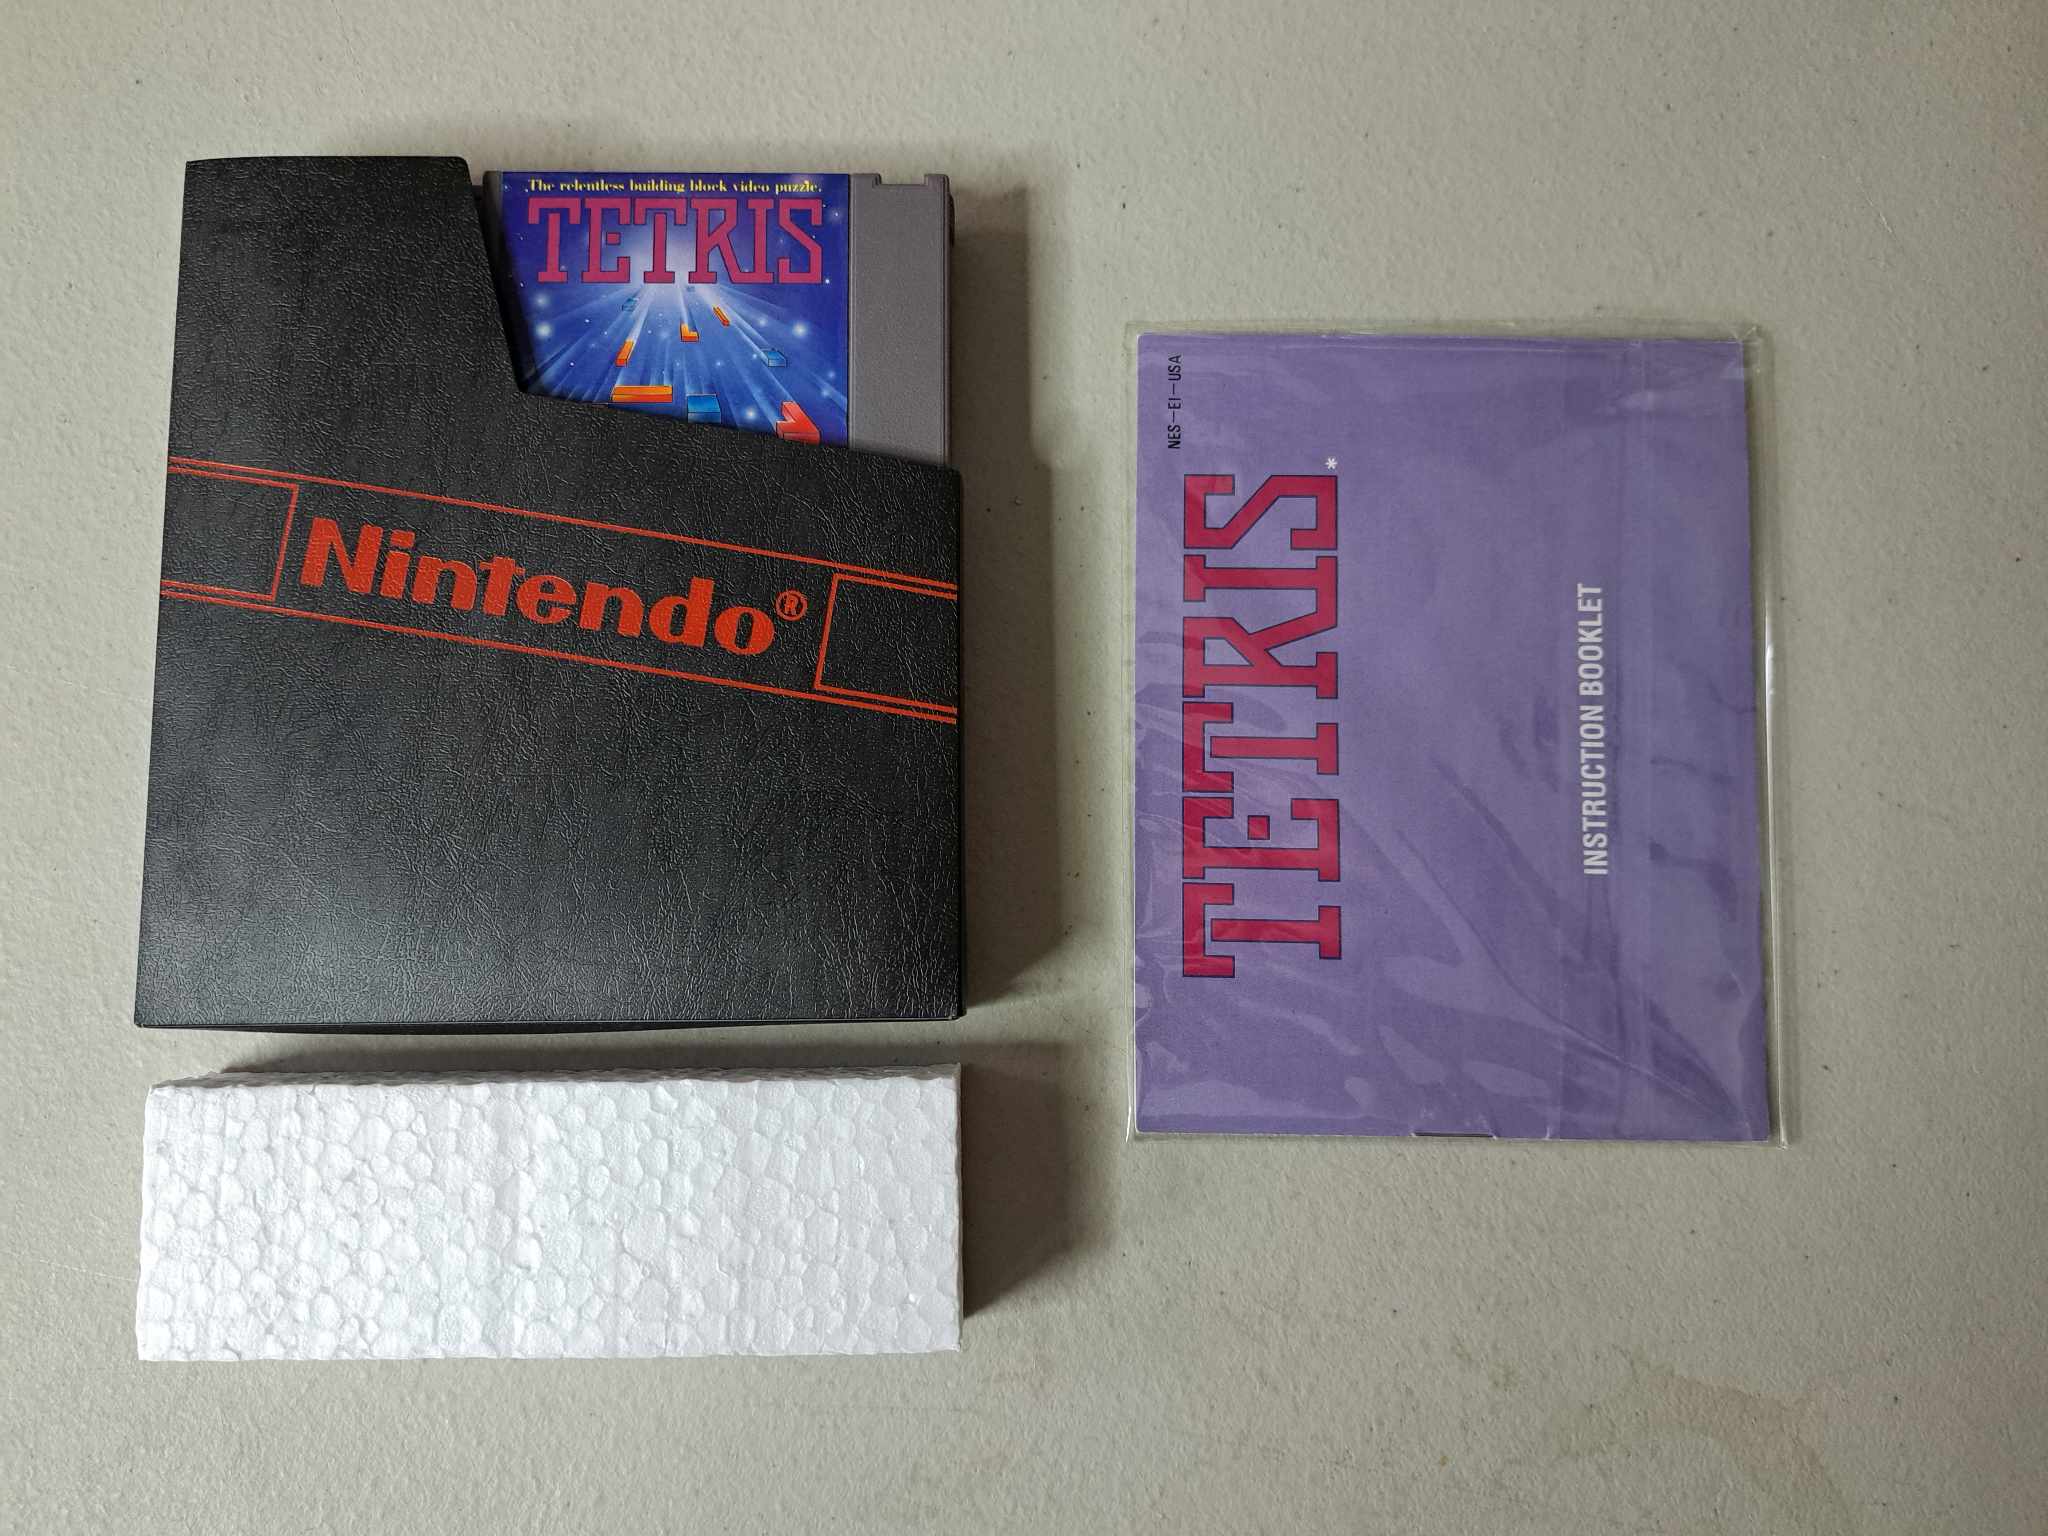 The relentless building block video puzzle.
TETRIS
Nintendo®
NES-EI-USA
TETRIS*
INSTRUCTION BOOKLET